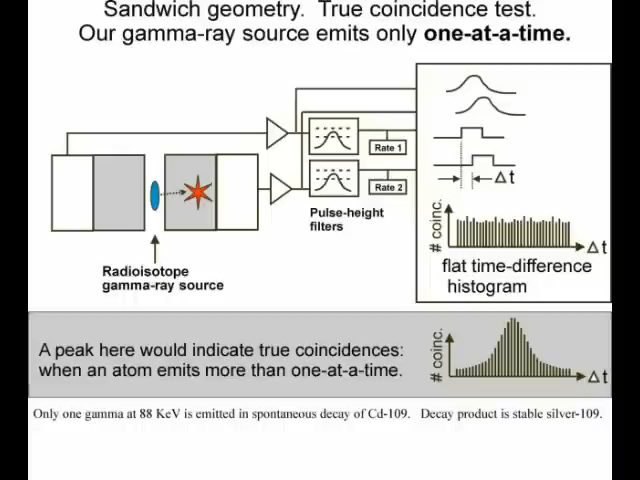 Sandwich geometry. True coincidence test.
Our gamma-ray source emits only one-at-a-time.
Rate 1
Rate 2
Pulse-height
filters
Radioisotope
gamma-ray source
Δt
# coinc.
Δt
flat time-difference
histogram
A peak here would indicate true coincidences:
when an atom emits more than one-at-a-time.
# coinc.
Δt
Only one gamma at 88 KeV is emitted in spontaneous decay of Cd-109. Decay product is stable silver-109.